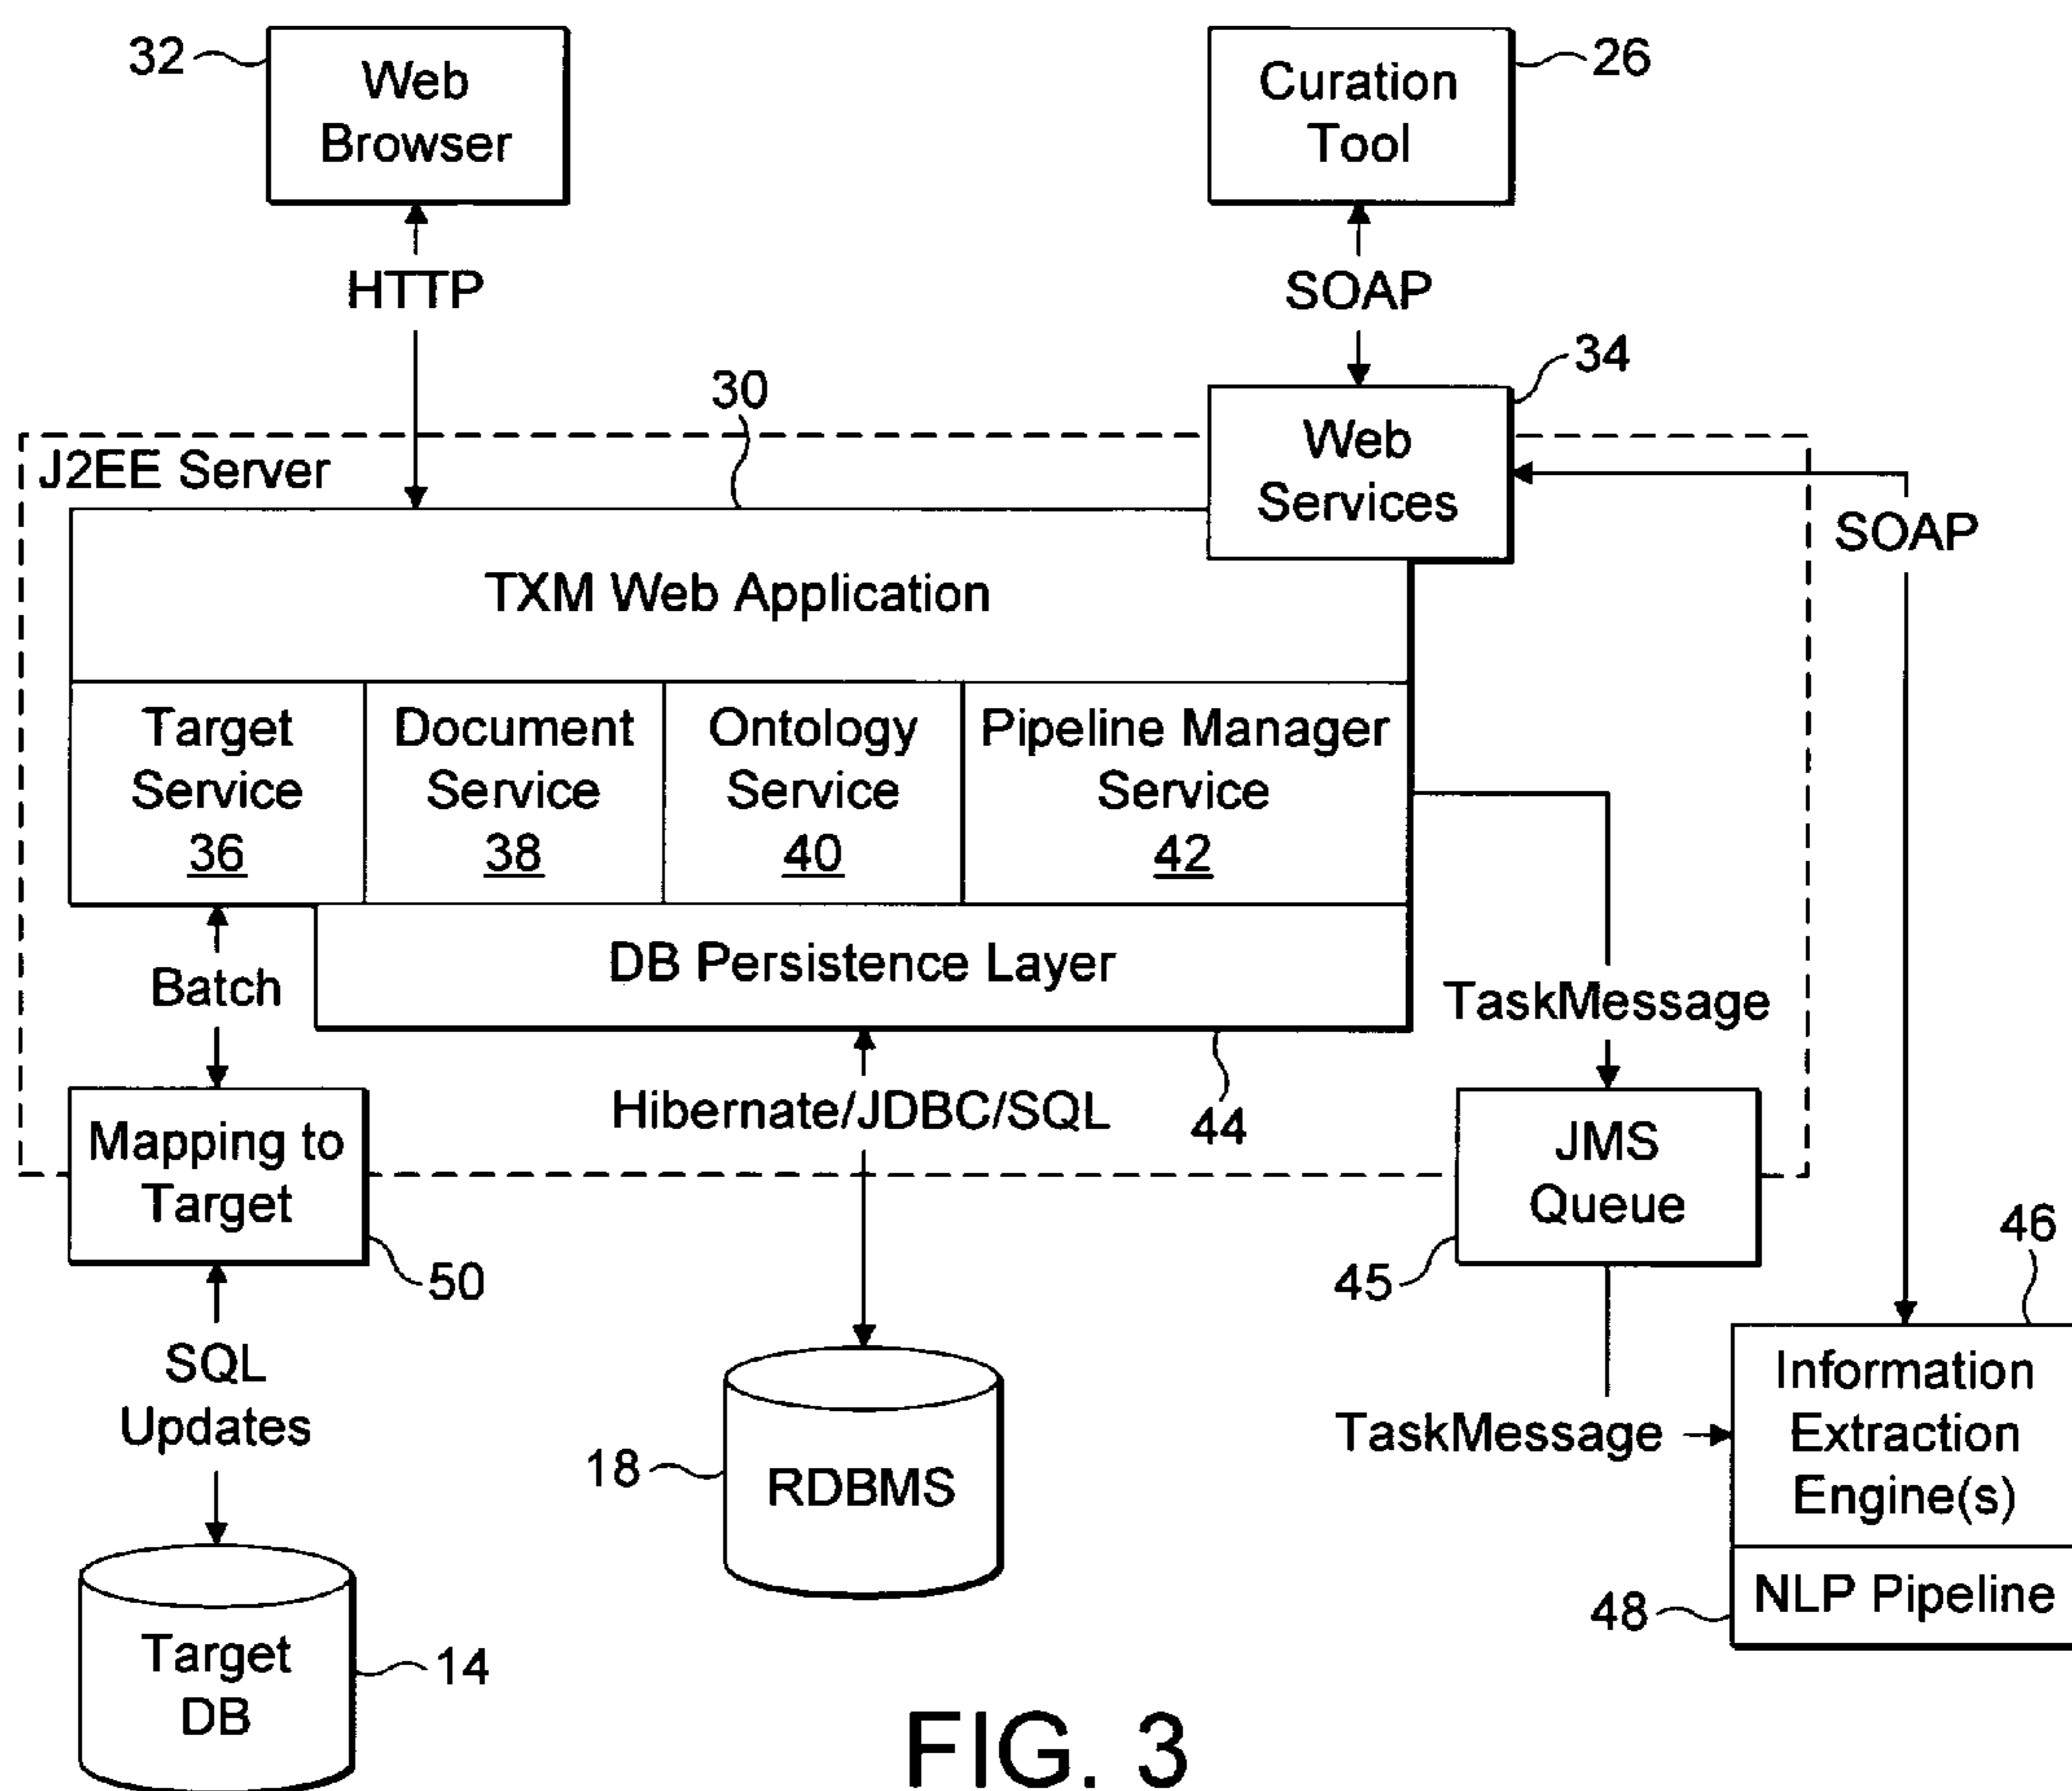 32
Web
Browser
Curation
Tool
26
HTTP
SOAP
34
30
Web
Services
J2EE Server
SOAP
TXM Web Application
Target
Service
36
Document
Service
38
Ontology
Service
40
Pipeline Manager
Service
42
DB Persistence Layer
Batch
TaskMessage
Hibernate/JDBC/SQL
44
Mapping to
Target
50
JMS
Queue
45
46
SQL
Updates
Information
Extraction
Engine(s)
TaskMessage
18
RDBMS
NLP Pipeline
48
Target
DB
14
FIG. 3